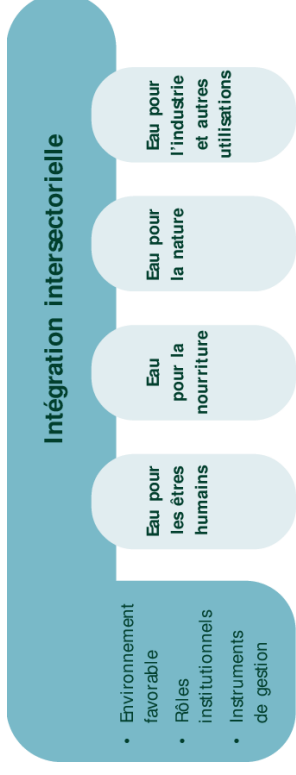 Intégration intersectorielle
• Environnement
favorable
• Rôles
institutionnels
• Instruments
de gestion
Eau pour
les êtres
humains
Eau
pour la
nourriture
Eau pour
la nature
Eau pour
l'industrie
et autres
utilisations